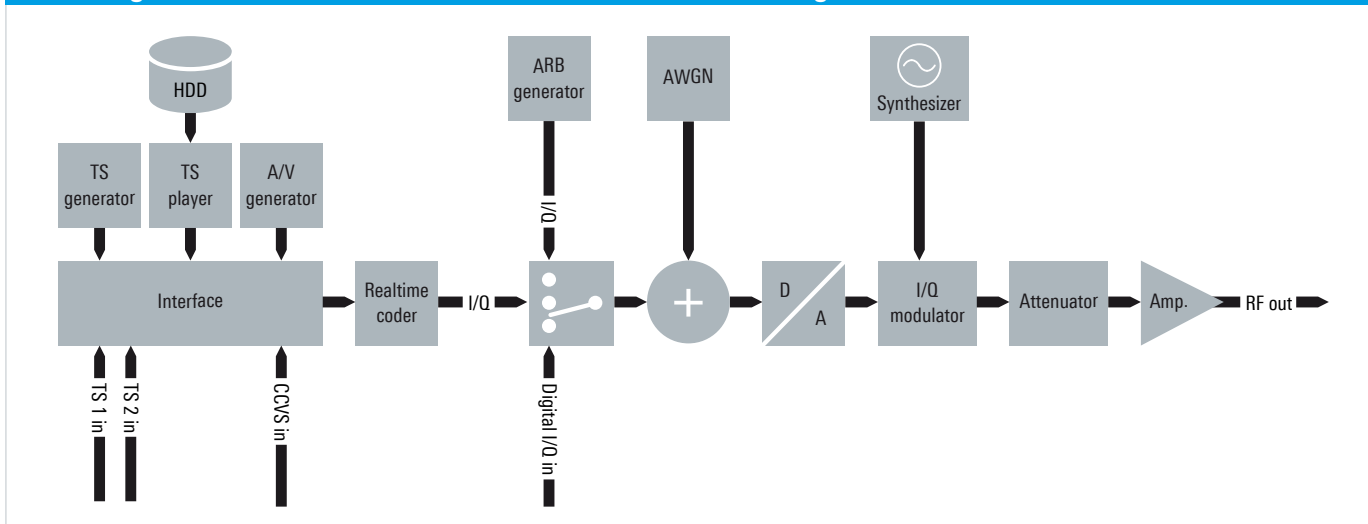 HDD
ARB
generator
AWGN
Synthesizer
TS
generator
TS
player
A/V
generator
I/Q
Interface
Realtime
coder
I/Q
+
D
A
I/Q
modulator
Attenuator
Amp.
RF out
TS 1 in
TS 2 in
CCVS in
Digital I/Q in